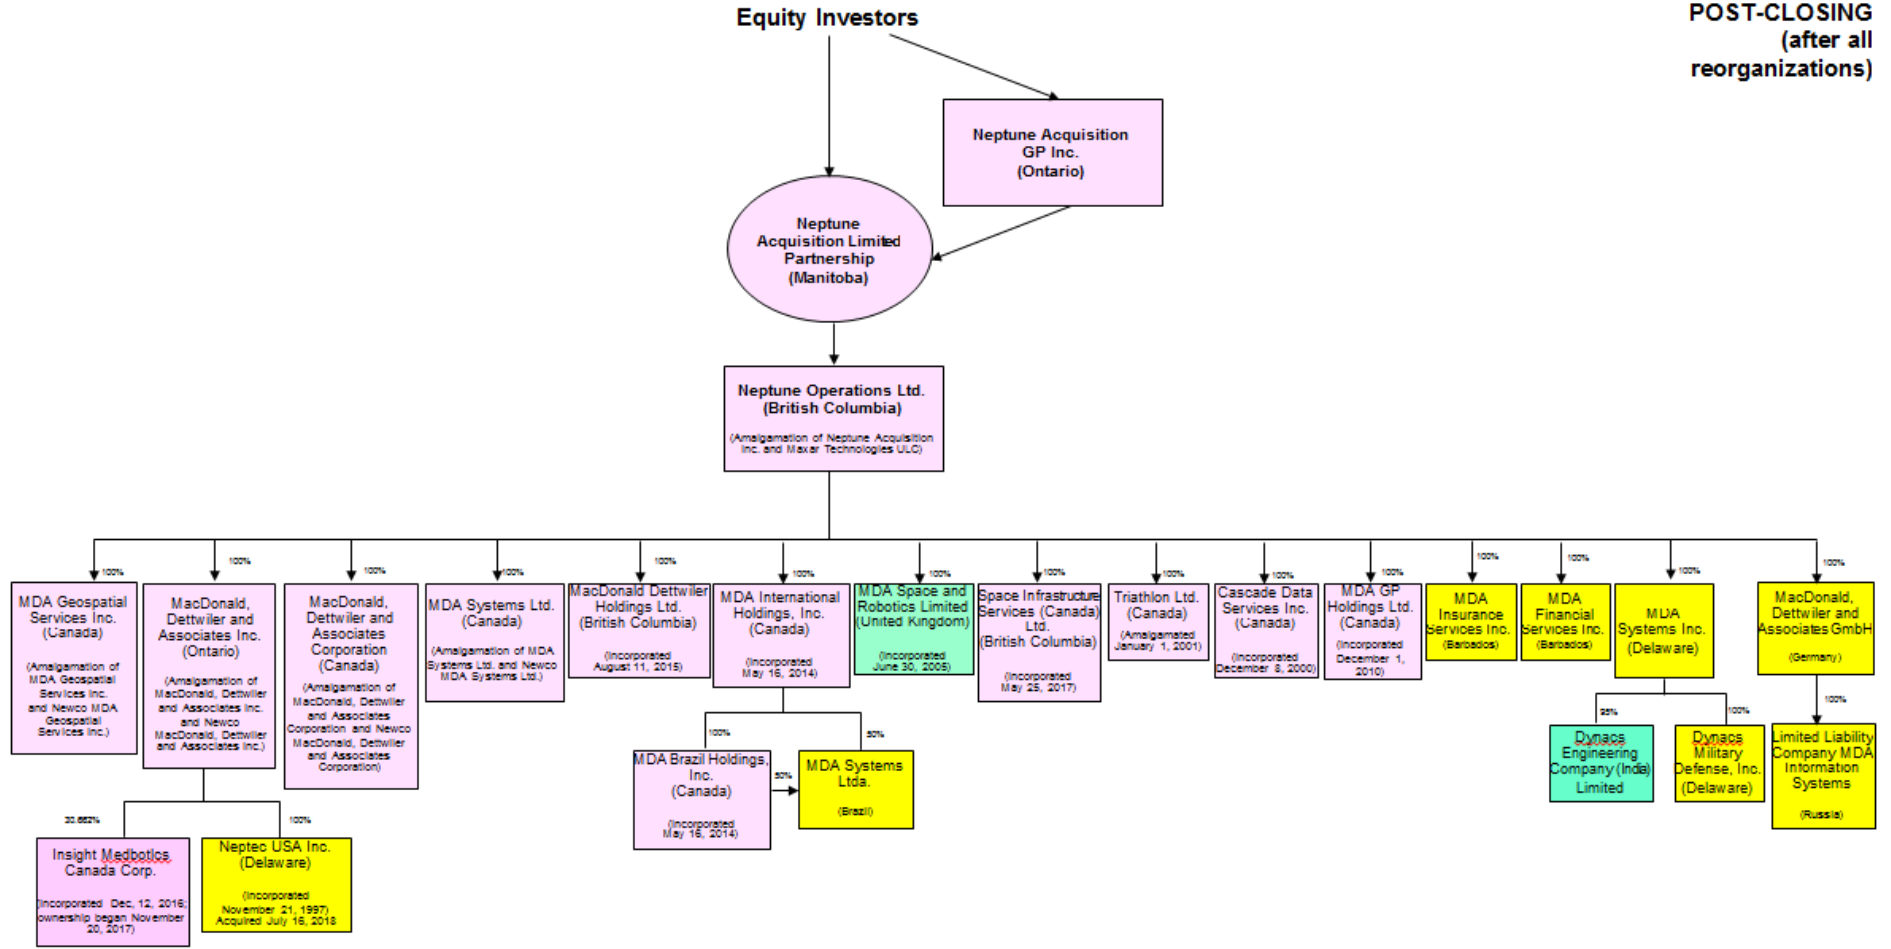 Equity Investors
POST-CLOSING
(after all
reorganizations)
Neptune Acquisition
GP Inc.
(Ontario)
Neptune
Acquisition Limited
Partnership
(Manitoba)
Neptune Operations Ltd.
(British Columbia)
(Amalgamation of Neptune Acquisition
Inc. and Maxar Technologies ULC)
100%
MDA Geospatial
Services Inc.
(Canada)
(Amalgamation of
MDA Geospatial
Services Inc.
and Newco MDA
Geospatial
Services Inc.)
100%
MacDonald,
Dettwiler and
Associates Inc.
(Ontario)
(Amalgamation of
MacDonald, Dettwiler
and Associates Inc.
and Newco
MacDonald, Dettwiler
and Associates Inc.)
100%
MacDonald,
Dettwiler and
Associates
Corporation
(Canada)
(Amalgamation of
MacDonald, Dettwiler
and Associates
Corporation and Newco
MacDonald, Dettwiler
and Associates
Corporation)
100%
MDA Systems Ltd.
(Canada)
(Amalgamation of MDA
Systems Ltd. and Newco
MDA Systems Ltd.)
100%
MacDonald Dettwiler
Holdings Ltd.
(British Columbia)
(Incorporated
August 11, 2015)
100%
MDA International
Holdings, Inc.
(Canada)
(Incorporated
May 16, 2014)
100%
MDA Space and
Robotics Limited
(United Kingdom)
(Incorporated
June 30, 2005)
100%
Space Infrastructure
Services (Canada)
Ltd.
(British Columbia)
(Incorporated
May 25, 2017)
100%
Triathlon Ltd.
(Canada)
(Amalgamated
January 1, 2001)
100%
Cascade Data
Services Inc.
(Canada)
(Incorporated
December 8, 2000)
100%
MDA GP
Holdings Ltd.
(Canada)
(Incorporated
December 1,
2010)
100%
MDA
Insurance
Services Inc.
(Barbados)
100%
MDA
Financial
Services Inc.
(Barbados)
100%
MDA
Systems Inc.
(Delaware)
100%
MacDonald,
Dettwiler and
Associates GmbH
(Germany)
100%
MDA Brazil Holdings,
Inc.
(Canada)
(Incorporated
May 16, 2014)
50%
50%
MDA Systems
Ltda.
(Brazil)
Dynacs
Engineering
Company (India)
Limited
100%
Dynacs
Military
Defense, Inc.
(Delaware)
100%
Limited Liability
Company MDA
Information
Systems
(Russia)
Insight Medbotics
Canada Corp.
(Incorporated Dec, 12, 2016;
ownership began November
20, 2017)
100%
Neptec USA Inc.
(Delaware)
(Incorporated
November 21, 1997)
Acquired July 16, 2018